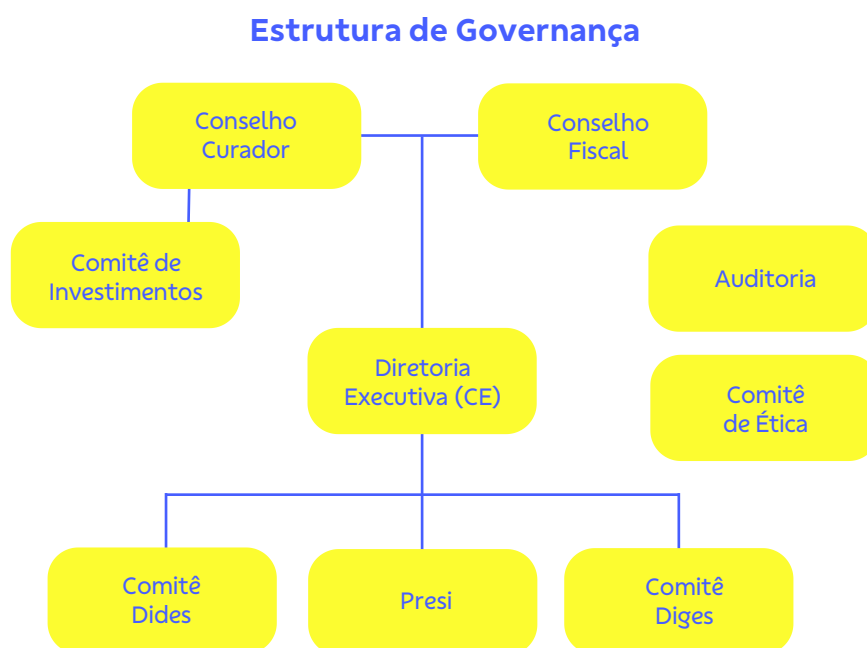 Estrutura de Governança
Conselho
Curador
Conselho
Fiscal
Comitê de
Investimentos
Auditoria
Diretoria
Executiva (CE)
Comitê
de Ética
Comitê
Dides
Presi
Comitê
Diges